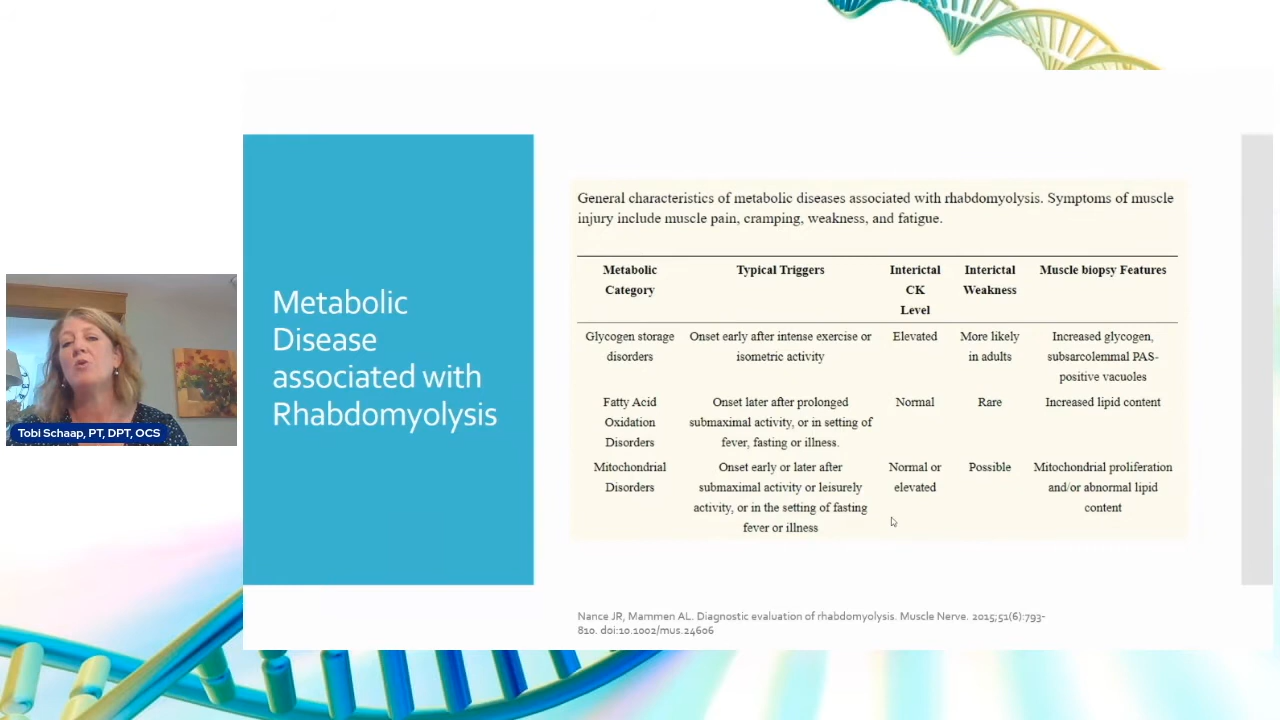 Metabolic
Disease
associated with
Rhabdomyolysis
General characteristics of metabolic diseases associated with rhabdomyolysis. Symptoms of muscle
injury include muscle pain, cramping, weakness, and fatigue.
Metabolic Typical Triggers Interictal Interictal Muscle biopsy Features
Category CK Weakness
Level
Glycogen storage Onset early after intense exercise or Elevated More likely Increased glycogen,
disorders isometric activity in adults subsarcolemmal PAS-
positive vacuoles
Fatty Acid Onset later after prolonged Normal Rare Increased lipid content
Oxidation submaximal activity, or in setting of
Disorders fever, fasting or illness.
Mitochondrial Onset early or later after Normal or Possible Mitochondrial proliferation
Disorders submaximal activity or leisurely elevated and/or abnormal lipid
activity, or in the setting of fasting content
fever or illness
Nance JR, Mammen AL. Diagnostic evaluation of rhabdomyolysis. Muscle Nerve. 2015;51(6):793-
810. doi:10.1002/mus.24606
Tobi Schaap, PT, DPT, OCS